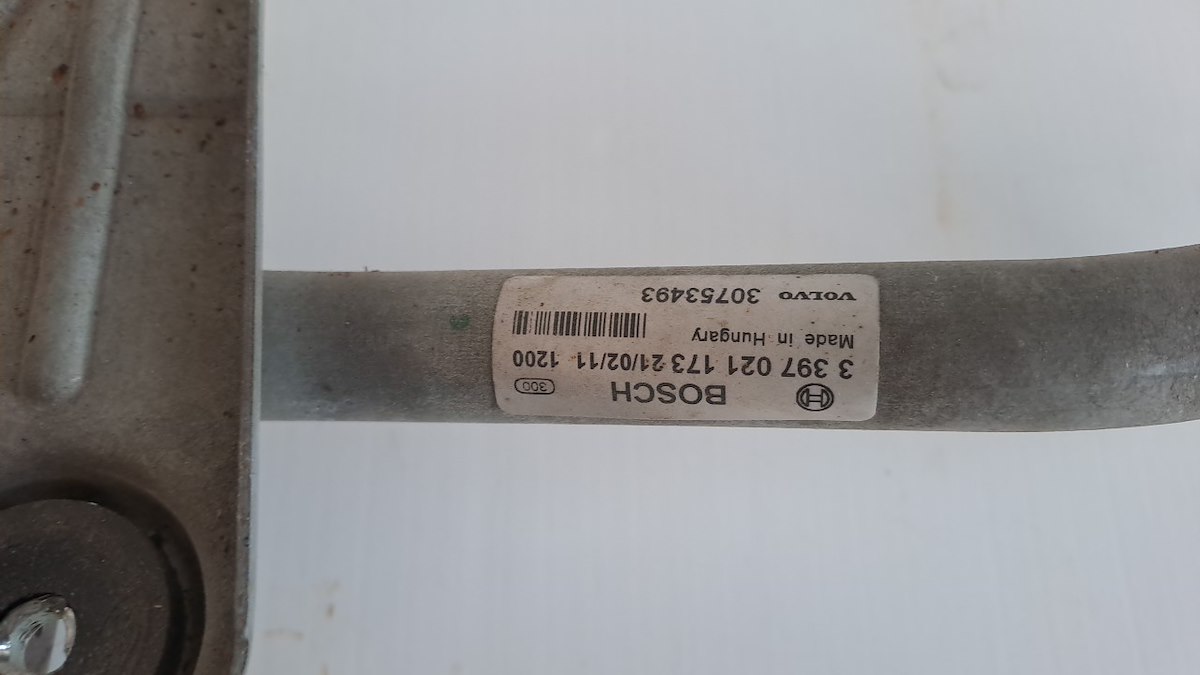 BOSCH 300
3 397 021 173 21/02/11 1200
Made in Hungary
VOLVO 30753493